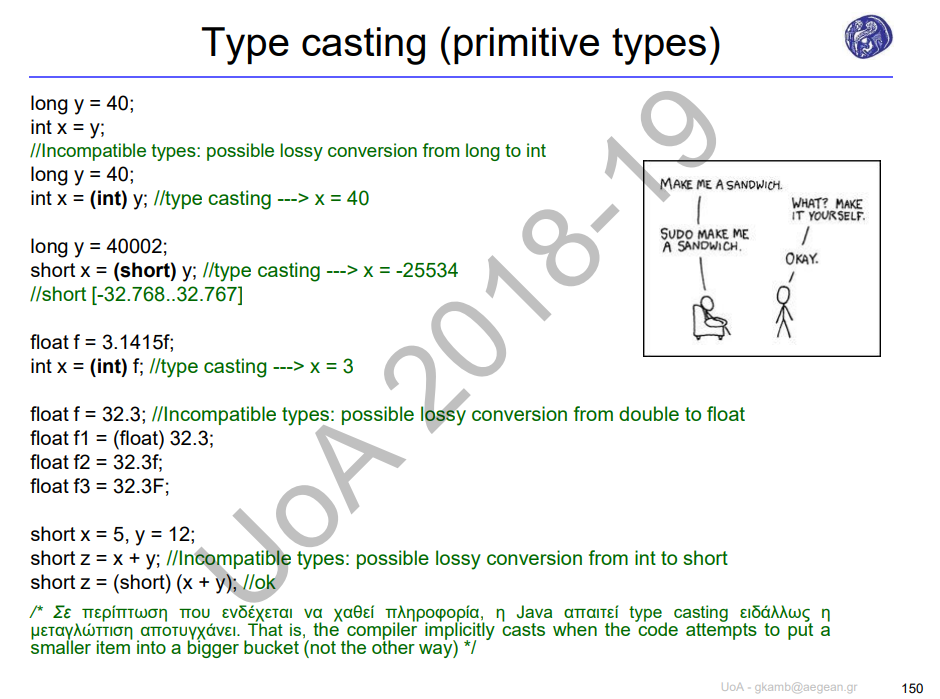 Type casting (primitive types)
long y = 40;
int x = y;
//Incompatible types: possible lossy conversion from long to int
long y = 40;
int x = (int) y; //type casting ---> x = 40
long y = 40002;
short x = (short) y; //type casting ---> x = -25534
//short [-32.768..32.767]
float f = 3.1415f;
int x = (int) f; //type casting ---> x = 3
float f = 32.3; //Incompatible types: possible lossy conversion from double to float
float f1 = (float) 32.3;
float f2 = 32.3f;
float f3 = 32.3F;
short x = 5, y = 12;
short z = x + y; //Incompatible types: possible lossy conversion from int to short
short z = (short) (x + y); //ok
/* Σε περίπτωση που ενδέχεται να χαθεί πληροφορία, η Java απαιτεί type casting ειδάλλως η
μεταγλώττιση αποτυγχάνει. That is, the compiler implicitly casts when the code attempts to put a
smaller item into a bigger bucket (not the other way) */
MAKE ME A SANDWICH.
WHAT? MAKE
IT YOURSELF.
SUDO MAKE ME
A SANDWICH.
OKAY.
UoA 2018-19
UoA - gkamb@aegean.gr
150